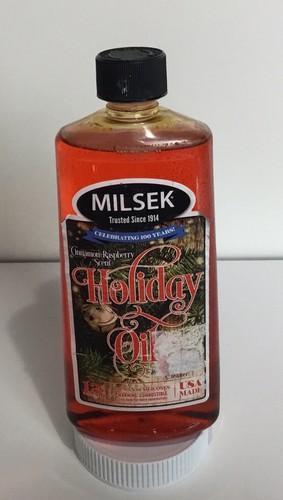 MILSEK
Trusted Since 1914
CELEBRATING 100 YEARS!
Cinnamon-Raspberry
Scent
Holiday
Oil
USA
MADE